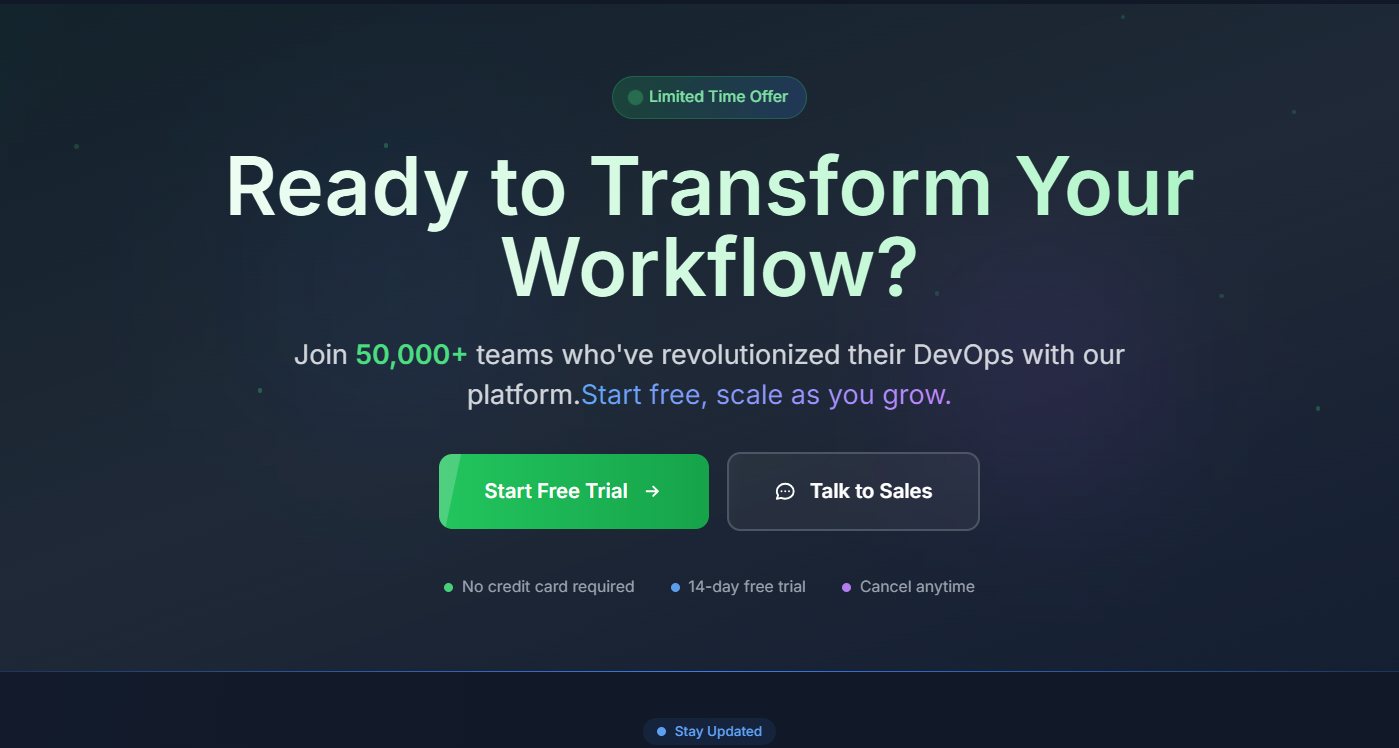 Limited Time Offer
Ready to Transform Your
Workflow?
Join 50,000+ teams who've revolutionized their DevOps with our
platform.Start free, scale as you grow.
Start Free Trial →
Talk to Sales
No credit card required
14-day free trial
Cancel anytime
Stay Updated